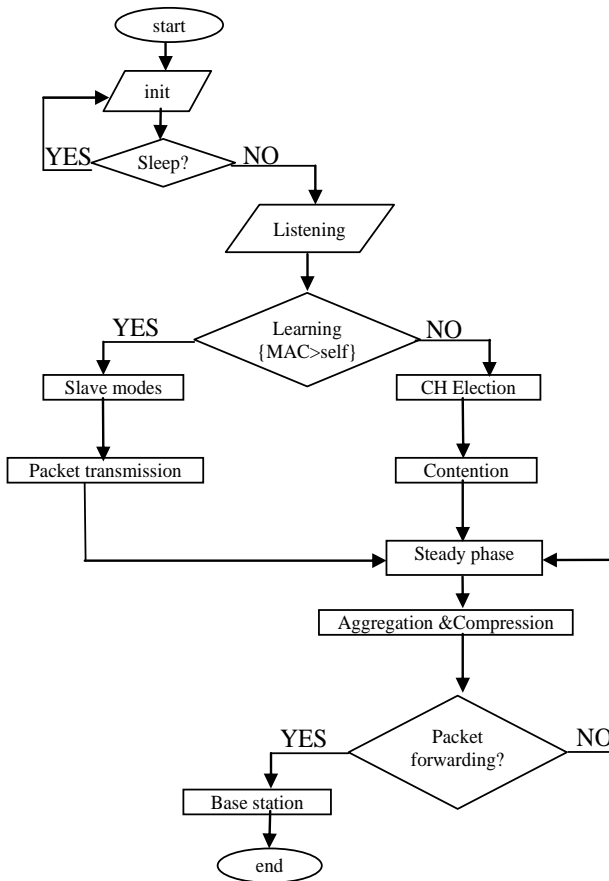 start
init
YES
Sleep?
NO
Listening
YES
Learning
{MAC>self}
NO
Slave modes
CH Election
Packet transmission
Contention
Steady phase
Aggregation &Compression
YES
Packet
forwarding?
NO
Base station
end